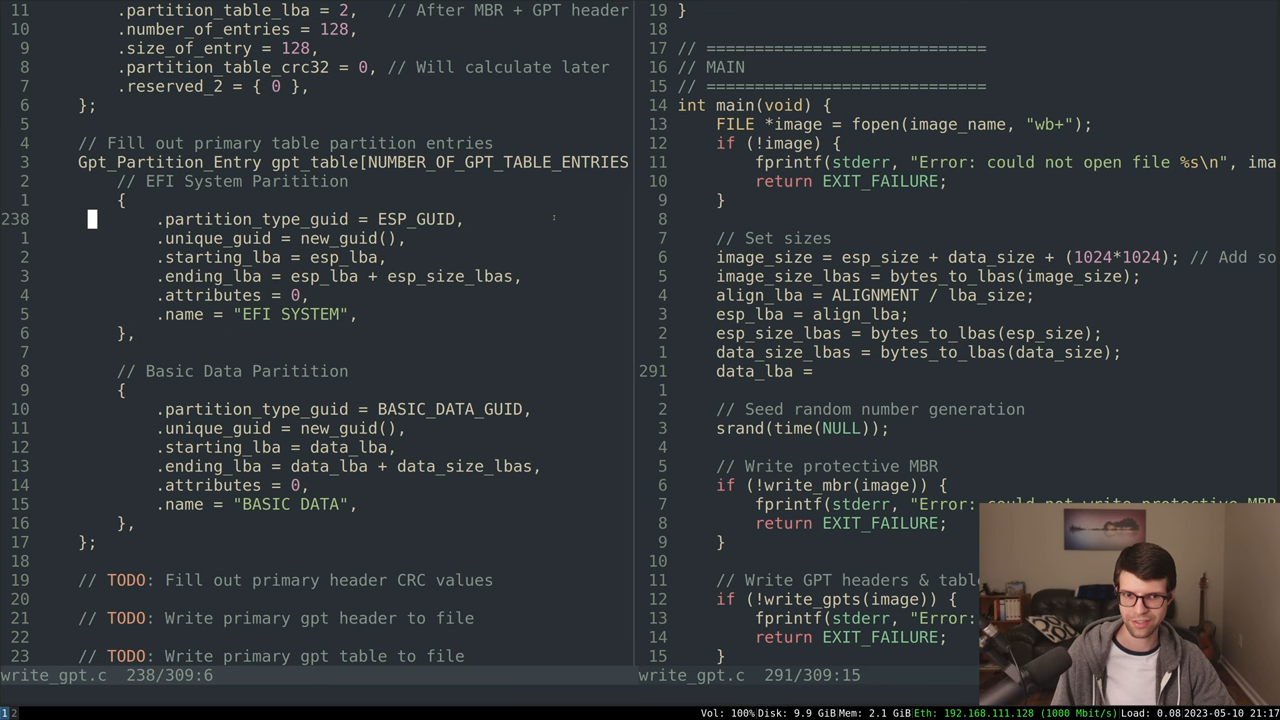 11         .partition_table_lba = 2,   // After MBR + GPT header
10         .number_of_entries = 128,
9         .size_of_entry = 128,
8         .partition_table_crc32 = 0, // Will calculate later
7         .reserved_2 = { 0 },
6     };
5
4     // Fill out primary table partition entries
3     Gpt_Partition_Entry gpt_table[NUMBER_OF_GPT_TABLE_ENTRIES
2         // EFI System Paritition
1         {
238             .partition_type_guid = ESP_GUID,
1             .unique_guid = new_guid(),
2             .starting_lba = esp_lba,
3             .ending_lba = esp_lba + esp_size_lbas,
4             .attributes = 0,
5             .name = "EFI SYSTEM",
6         },
7
8         // Basic Data Paritition
9         {
10             .partition_type_guid = BASIC_DATA_GUID,
11             .unique_guid = new_guid(),
12             .starting_lba = data_lba,
13             .ending_lba = data_lba + data_size_lbas,
14             .attributes = 0,
15             .name = "BASIC DATA",
16         },
17     };
18
19     // TODO: Fill out primary header CRC values
20
21     // TODO: Write primary gpt header to file
22
23     // TODO: Write primary gpt table to file
write_gpt.c  238/309:6
19 }
18
17 // =============================
16 // MAIN
15 // =============================
14 int main(void) {
13     FILE *image = fopen(image_name, "wb+");
12     if (!image) {
11         fprintf(stderr, "Error: could not open file %s\n", ima
10         return EXIT_FAILURE;
9     }
8
7     // Set sizes
6     image_size = esp_size + data_size + (1024*1024); // Add so
5     image_size_lbas = bytes_to_lbas(image_size);
4     align_lba = ALIGNMENT / lba_size;
3     esp_lba = align_lba;
2     esp_size_lbas = bytes_to_lbas(esp_size);
1     data_size_lbas = bytes_to_lbas(data_size);
291     data_lba =
1
2     // Seed random number generation
3     srand(time(NULL));
4
5     // Write protective MBR
6     if (!write_mbr(image)) {
7         fprintf(stderr, "Error: could not write protective MBR
8         return EXIT_FAILURE;
9     }
10
11     // Write GPT headers & tabl
12     if (!write_gpts(image)) {
13         fprintf(stderr, "Error:
14         return EXIT_FAILURE;
15     }
write_gpt.c  291/309:15
1 2
Vol: 100% Disk: 9.9 GiB Mem: 2.1 GiB Eth: 192.168.111.128 (1000 Mbit/s) Load: 0.08 2023-05-10 21:17